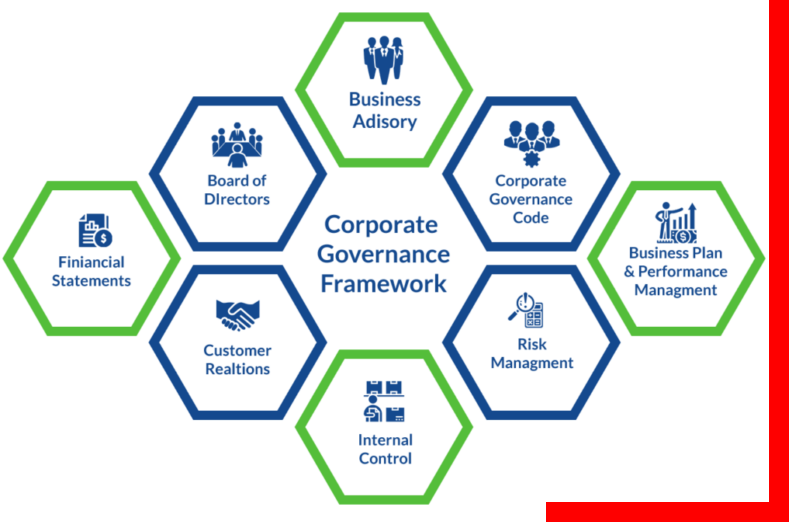 Business
Adisory
Board of
DIrectors
Corporate
Governance
Code
Corporate
Governance
Framework
Finiancial
Statements
Business Plan
& Performance
Managment
Customer
Realtions
Risk
Managment
Internal
Control